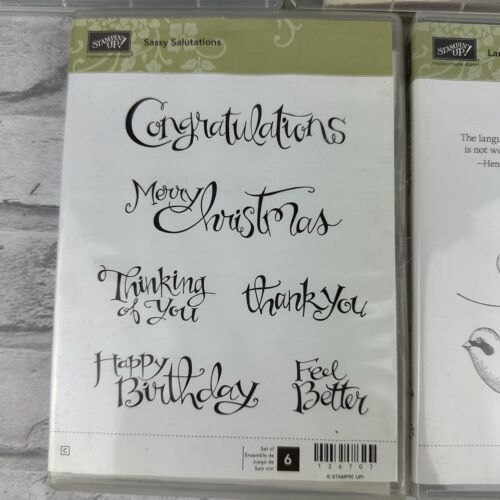 STAMPIN' UP!
Sassy Salutations
Congratulations
Merry Christmas
Thinking
of You
thank you
Happy
Birthday
Feel
Better
Set of
Ensemble de
Juego de
Satz von
6
126707
© STAMPIN' UP!
C
STAMPIN' UP!
The langu
is not wo
—Hen